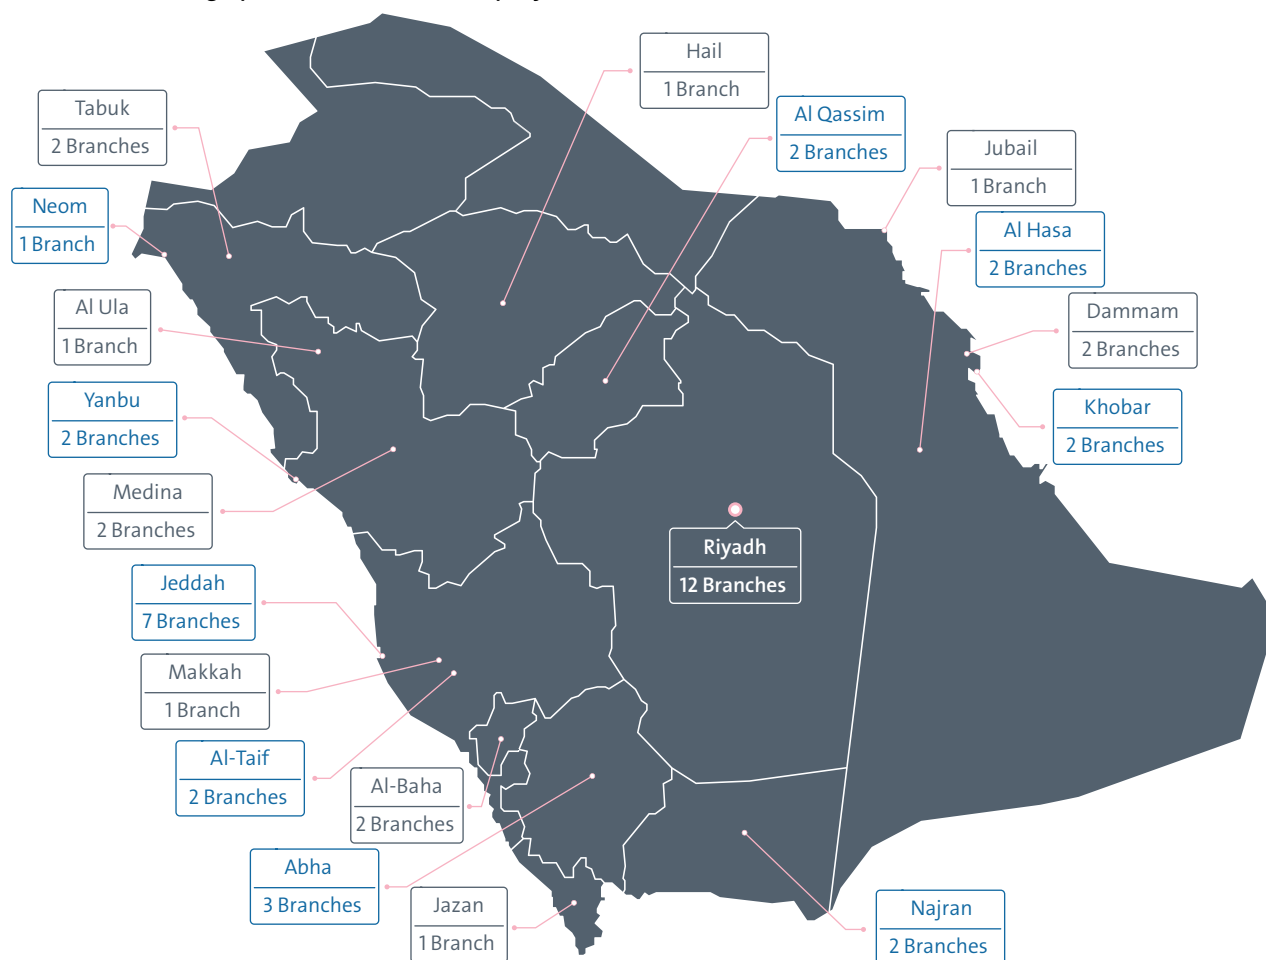 Hail
1 Branch
Tabuk
2 Branches
Al Qassim
2 Branches
Jubail
1 Branch
Neom
1 Branch
Al Hasa
2 Branches
Al Ula
1 Branch
Dammam
2 Branches
Yanbu
2 Branches
Khobar
2 Branches
Medina
2 Branches
Riyadh
12 Branches
Jeddah
7 Branches
Makkah
1 Branch
Al-Taif
2 Branches
Al-Baha
2 Branches
Abha
3 Branches
Jazan
1 Branch
Najran
2 Branches